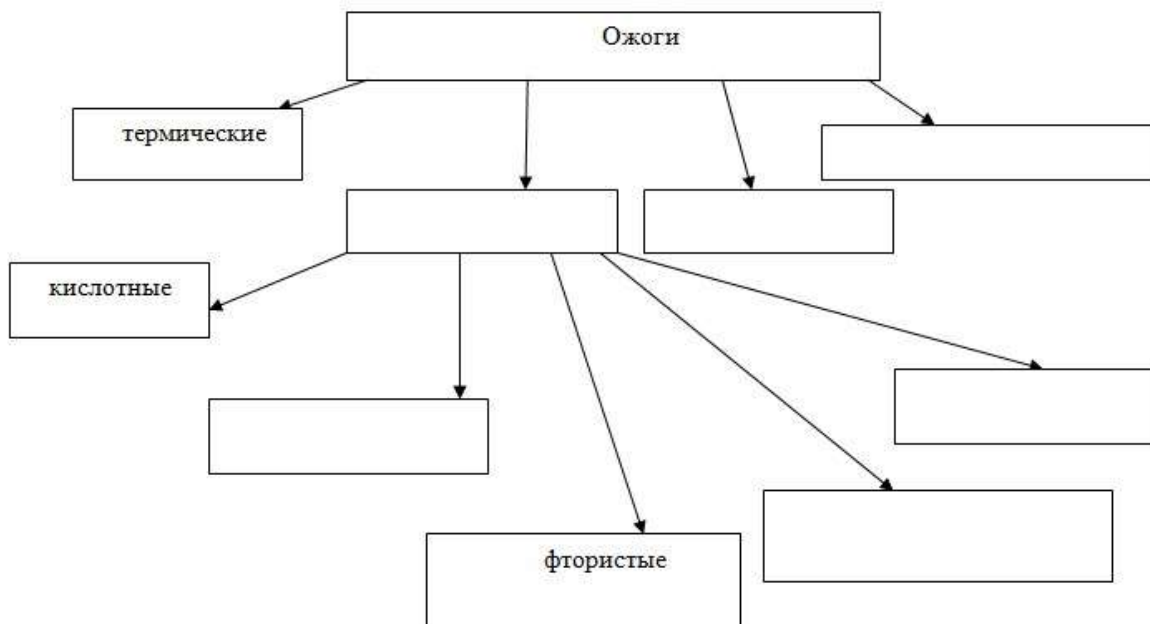 Ожоги
термические
кислотные
фтористые